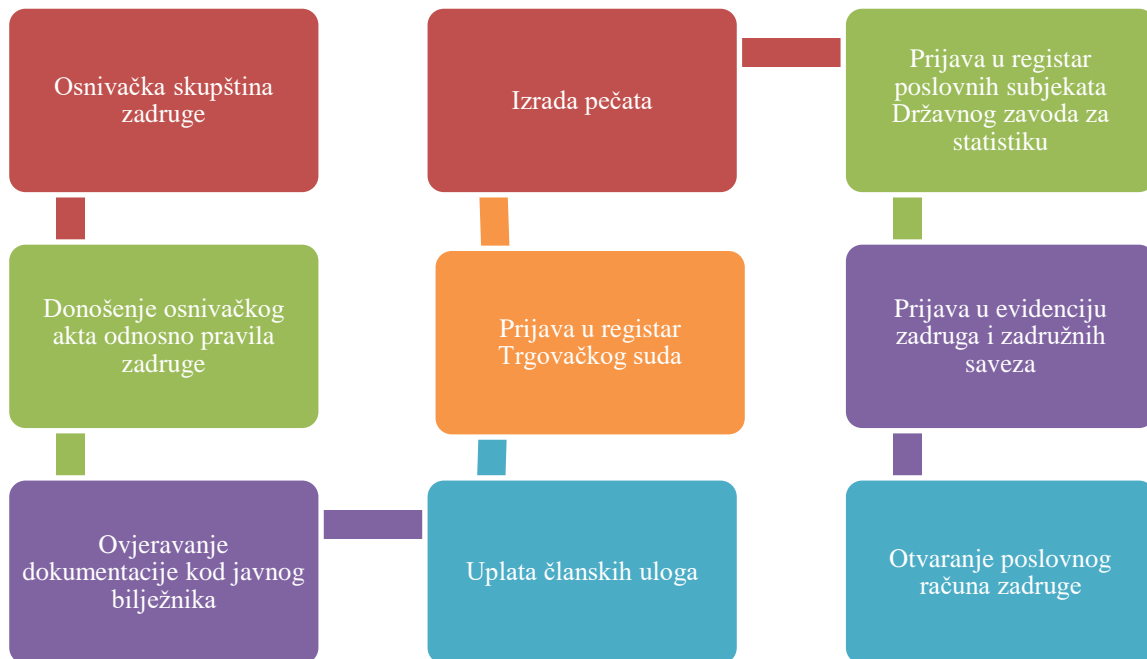 Osnivačka skupština
zadruge
Donošenje osnivačkog
akta odnosno pravila
zadruge
Ovjeravanje
dokumentacije kod javnog
bilježnika
Uplata članskih uloga
Prijava u registar
Trgovačkog suda
Izrada pečata
Prijava u registar
poslovnih subjekata
Državnog zavoda za
statistiku
Prijava u evidenciju
zadruga i zadružnih
saveza
Otvaranje poslovnog
računa zadruge